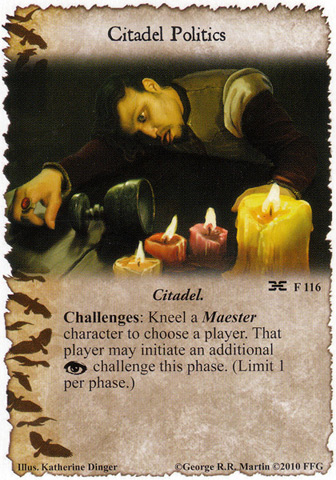 Citadel Politics
F 116
Citadel.
Challenges: Kneel a Maester
character to choose a player. That
player may initiate an additional
challenge this phase. (Limit 1
per phase.)
Illus. Katherine Dinger ©George R.R. Martin ©2010 FFG